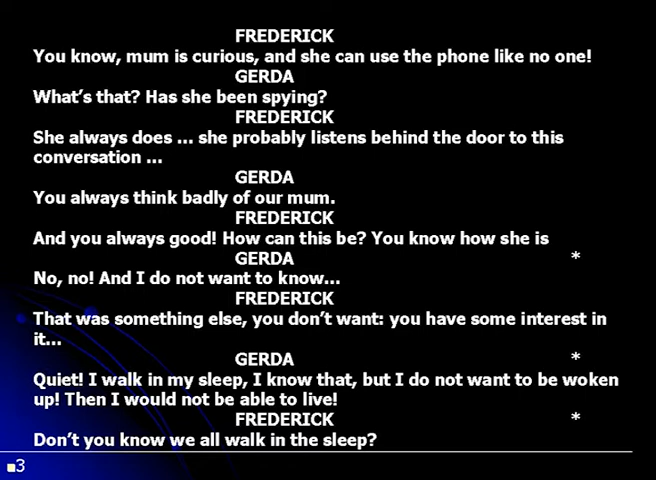 FREDERICK
You know, mum is curious, and she can use the phone like no one!
GERDA
What's that? Has she been spying?
FREDERICK
She always does ... she probably listens behind the door to this
conversation ...
GERDA
You always think badly of our mum.
FREDERICK
And you always good! How can this be? You know how she is
GERDA *
No, no! And I do not want to know...
FREDERICK
That was something else, you don't want: you have some interest in
it...
GERDA *
Quiet! I walk in my sleep, I know that, but I do not want to be woken
up! Then I would not be able to live!
FREDERICK *
Don't you know we all walk in the sleep?
3